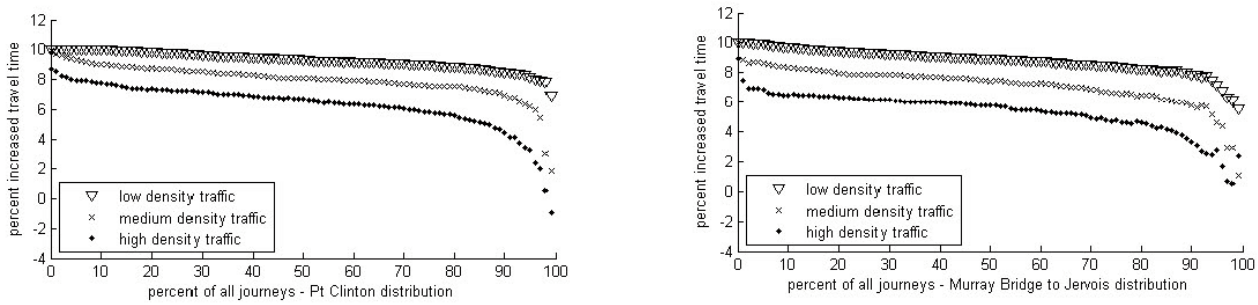 percent increased travel time
12
10
8
6
4
2
0
-2
-4
low density traffic
medium density traffic
high density traffic
0 10 20 30 40 50 60 70 80 90 100
percent of all journeys - Pt Clinton distribution
percent increased travel time
12
10
8
6
4
2
0
-2
-4
low density traffic
medium density traffic
high density traffic
0 10 20 30 40 50 60 70 80 90 100
percent of all journeys - Murray Bridge to Jervois distribution